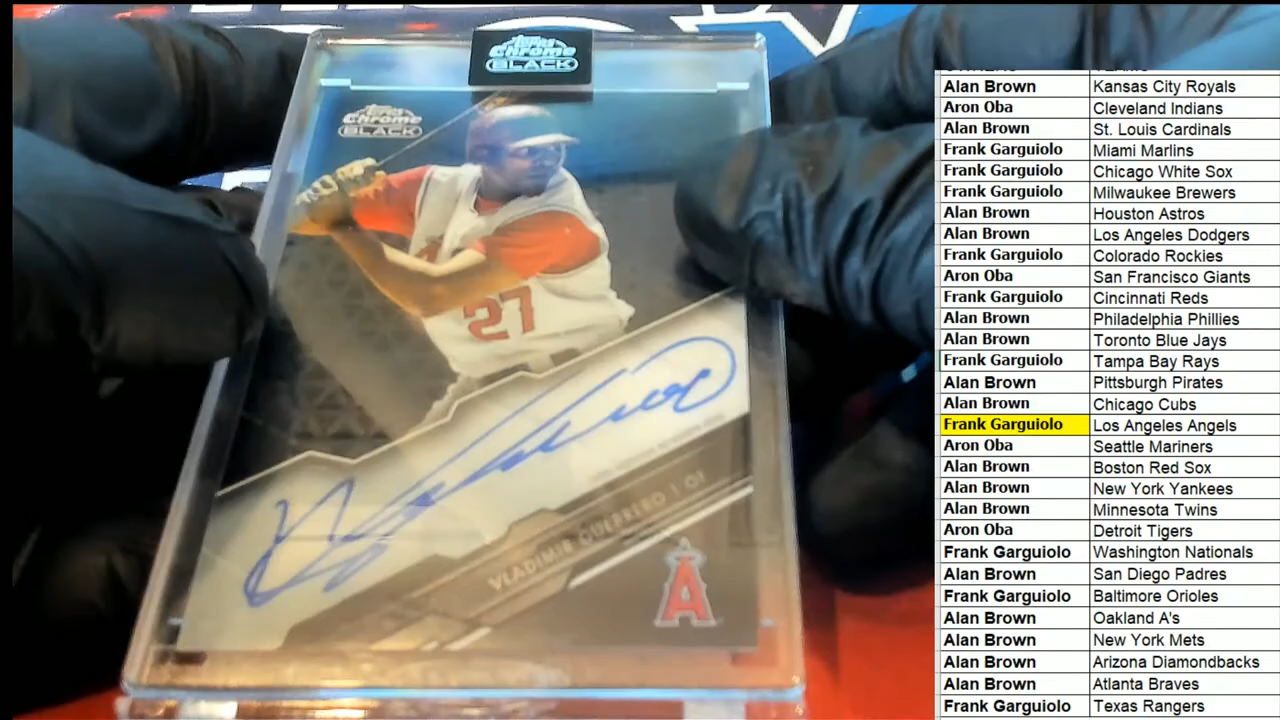 Topps
Chrome
BLACK
Topps
Chrome
BLACK
27
VLADIMIR GUERRERO | OF
A
Alan Brown Kansas City Royals
Aron Oba Cleveland Indians
Alan Brown St. Louis Cardinals
Frank Garguiolo Miami Marlins
Frank Garguiolo Chicago White Sox
Frank Garguiolo Milwaukee Brewers
Alan Brown Houston Astros
Alan Brown Los Angeles Dodgers
Frank Garguiolo Colorado Rockies
Aron Oba San Francisco Giants
Frank Garguiolo Cincinnati Reds
Alan Brown Philadelphia Phillies
Alan Brown Toronto Blue Jays
Frank Garguiolo Tampa Bay Rays
Alan Brown Pittsburgh Pirates
Alan Brown Chicago Cubs
Frank Garguiolo Los Angeles Angels
Aron Oba Seattle Mariners
Alan Brown Boston Red Sox
Alan Brown New York Yankees
Alan Brown Minnesota Twins
Aron Oba Detroit Tigers
Frank Garguiolo Washington Nationals
Alan Brown San Diego Padres
Frank Garguiolo Baltimore Orioles
Alan Brown Oakland A's
Alan Brown New York Mets
Alan Brown Arizona Diamondbacks
Alan Brown Atlanta Braves
Frank Garguiolo Texas Rangers